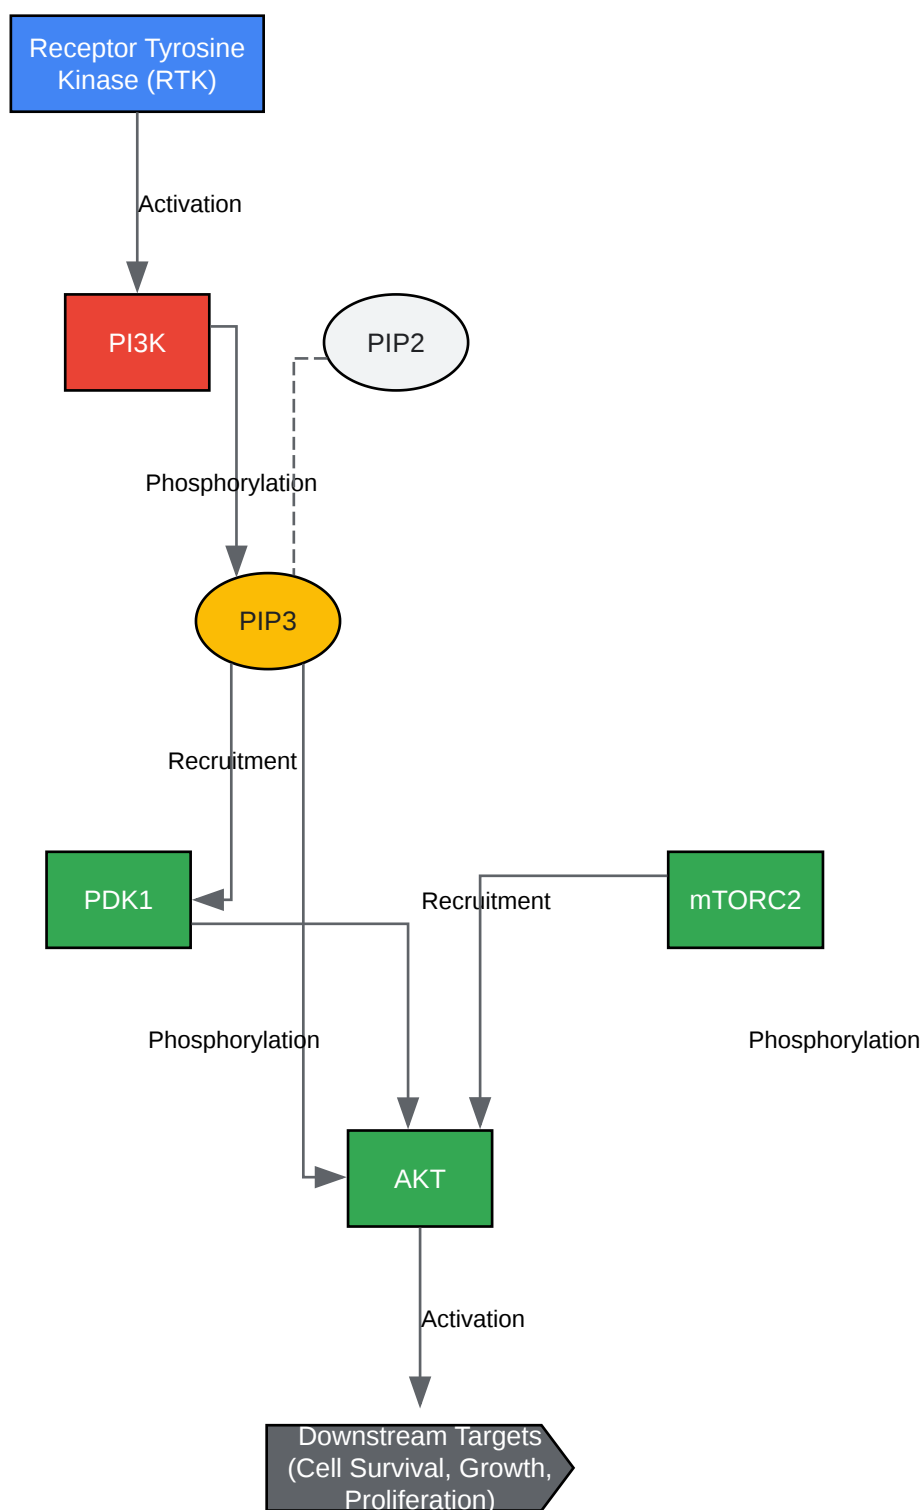 Receptor Tyrosine
Kinase (RTK)
Activation
PI3K
PIP2
Phosphorylation
PIP3
Recruitment
PDK1
Recruitment
mTORC2
Phosphorylation
Phosphorylation
AKT
Activation
Downstream Targets
(Cell Survival, Growth,
Proliferation)